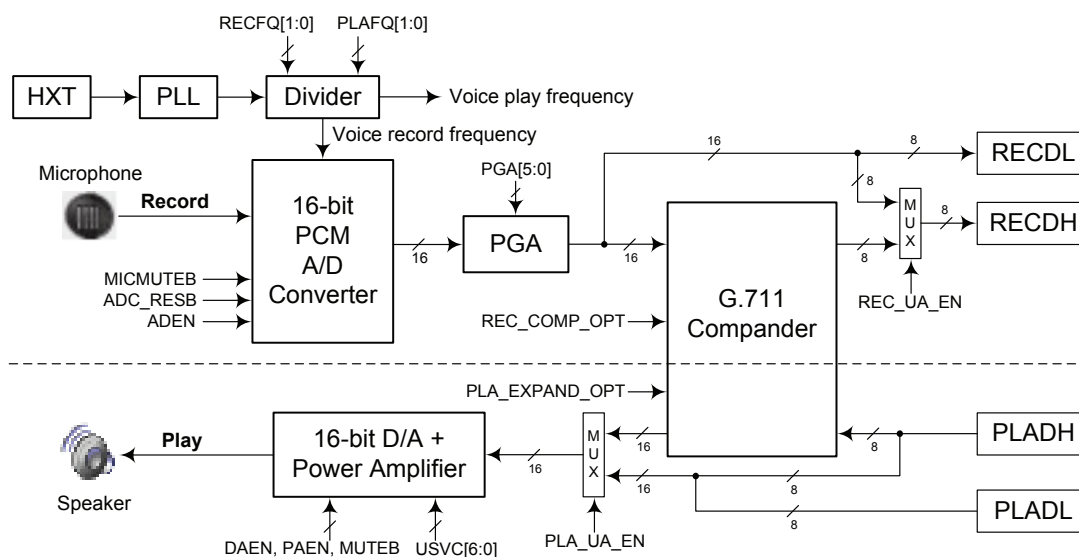 RECFQ[1:0]
PLAFQ[1:0]
HXT
PLL
Divider
Voice play frequency
Voice record frequency
Microphone
Record
16-bit
PCM
A/D
Converter
MICMUTEB
ADC_RESB
ADEN
16
PGA[5:0]
PGA
16
16
8
RECDL
8
MUX
8
RECDH
8
REC_UA_EN
G.711
Compander
REC_COMP_OPT
PLA_EXPAND_OPT
Speaker
Play
16-bit D/A +
Power Amplifier
DAEN, PAEN, MUTEB
USVC[6:0]
16
MUX
PLA_UA_EN
16
16
8
8
8
PLADH
PLADL